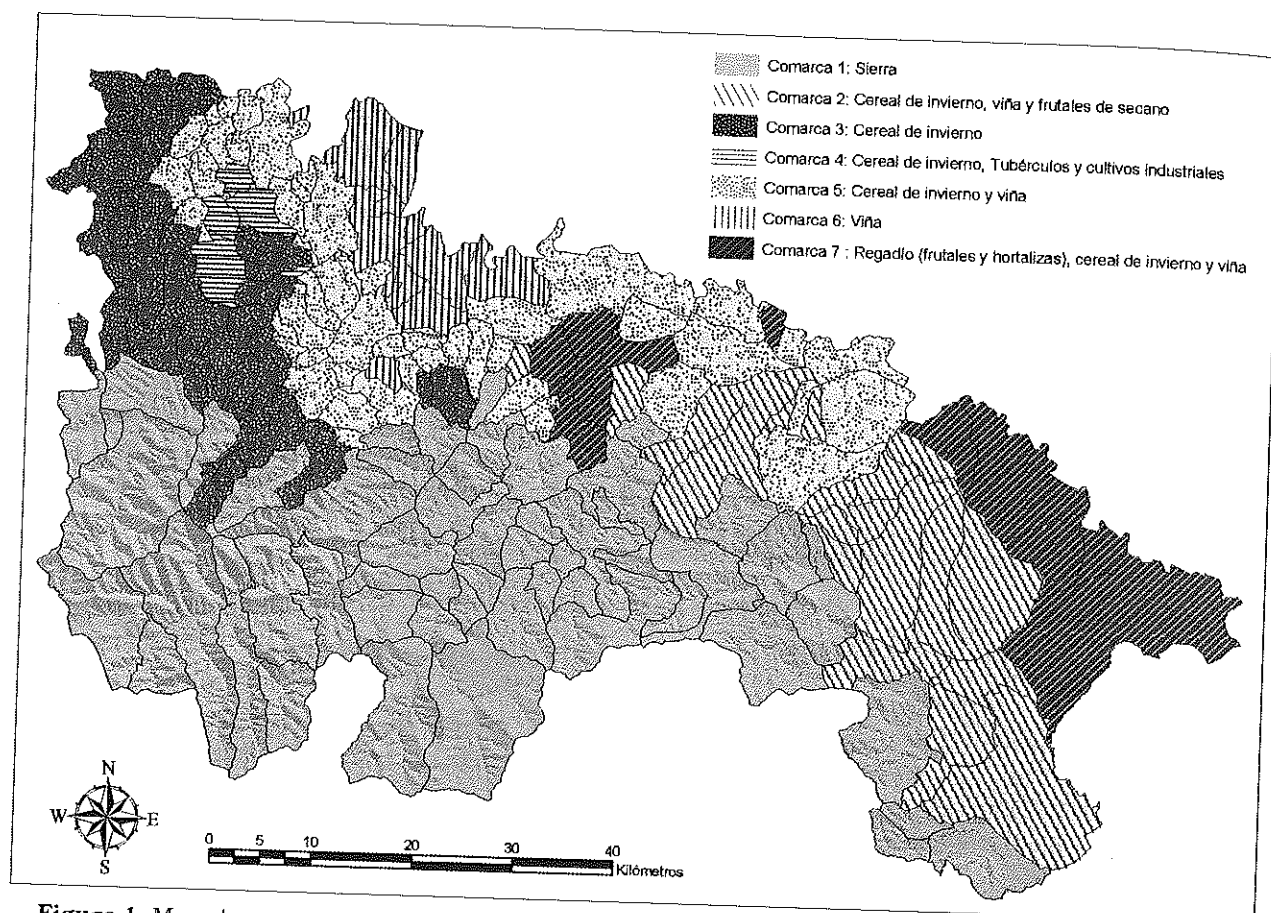 Comarca 1: Sierra
Comarca 2: Cereal de invierno, viña y frutales de secano
Comarca 3: Cereal de invierno
Comarca 4: Cereal de invierno, Tubérculos y cultivos industriales
Comarca 5: Cereal de invierno y viña
Comarca 6: Viña
Comarca 7 : Regadío (frutales y hortalizas), cereal de invierno y viña
N
W E
S
0 5 10 20 30 40
Kilómetros